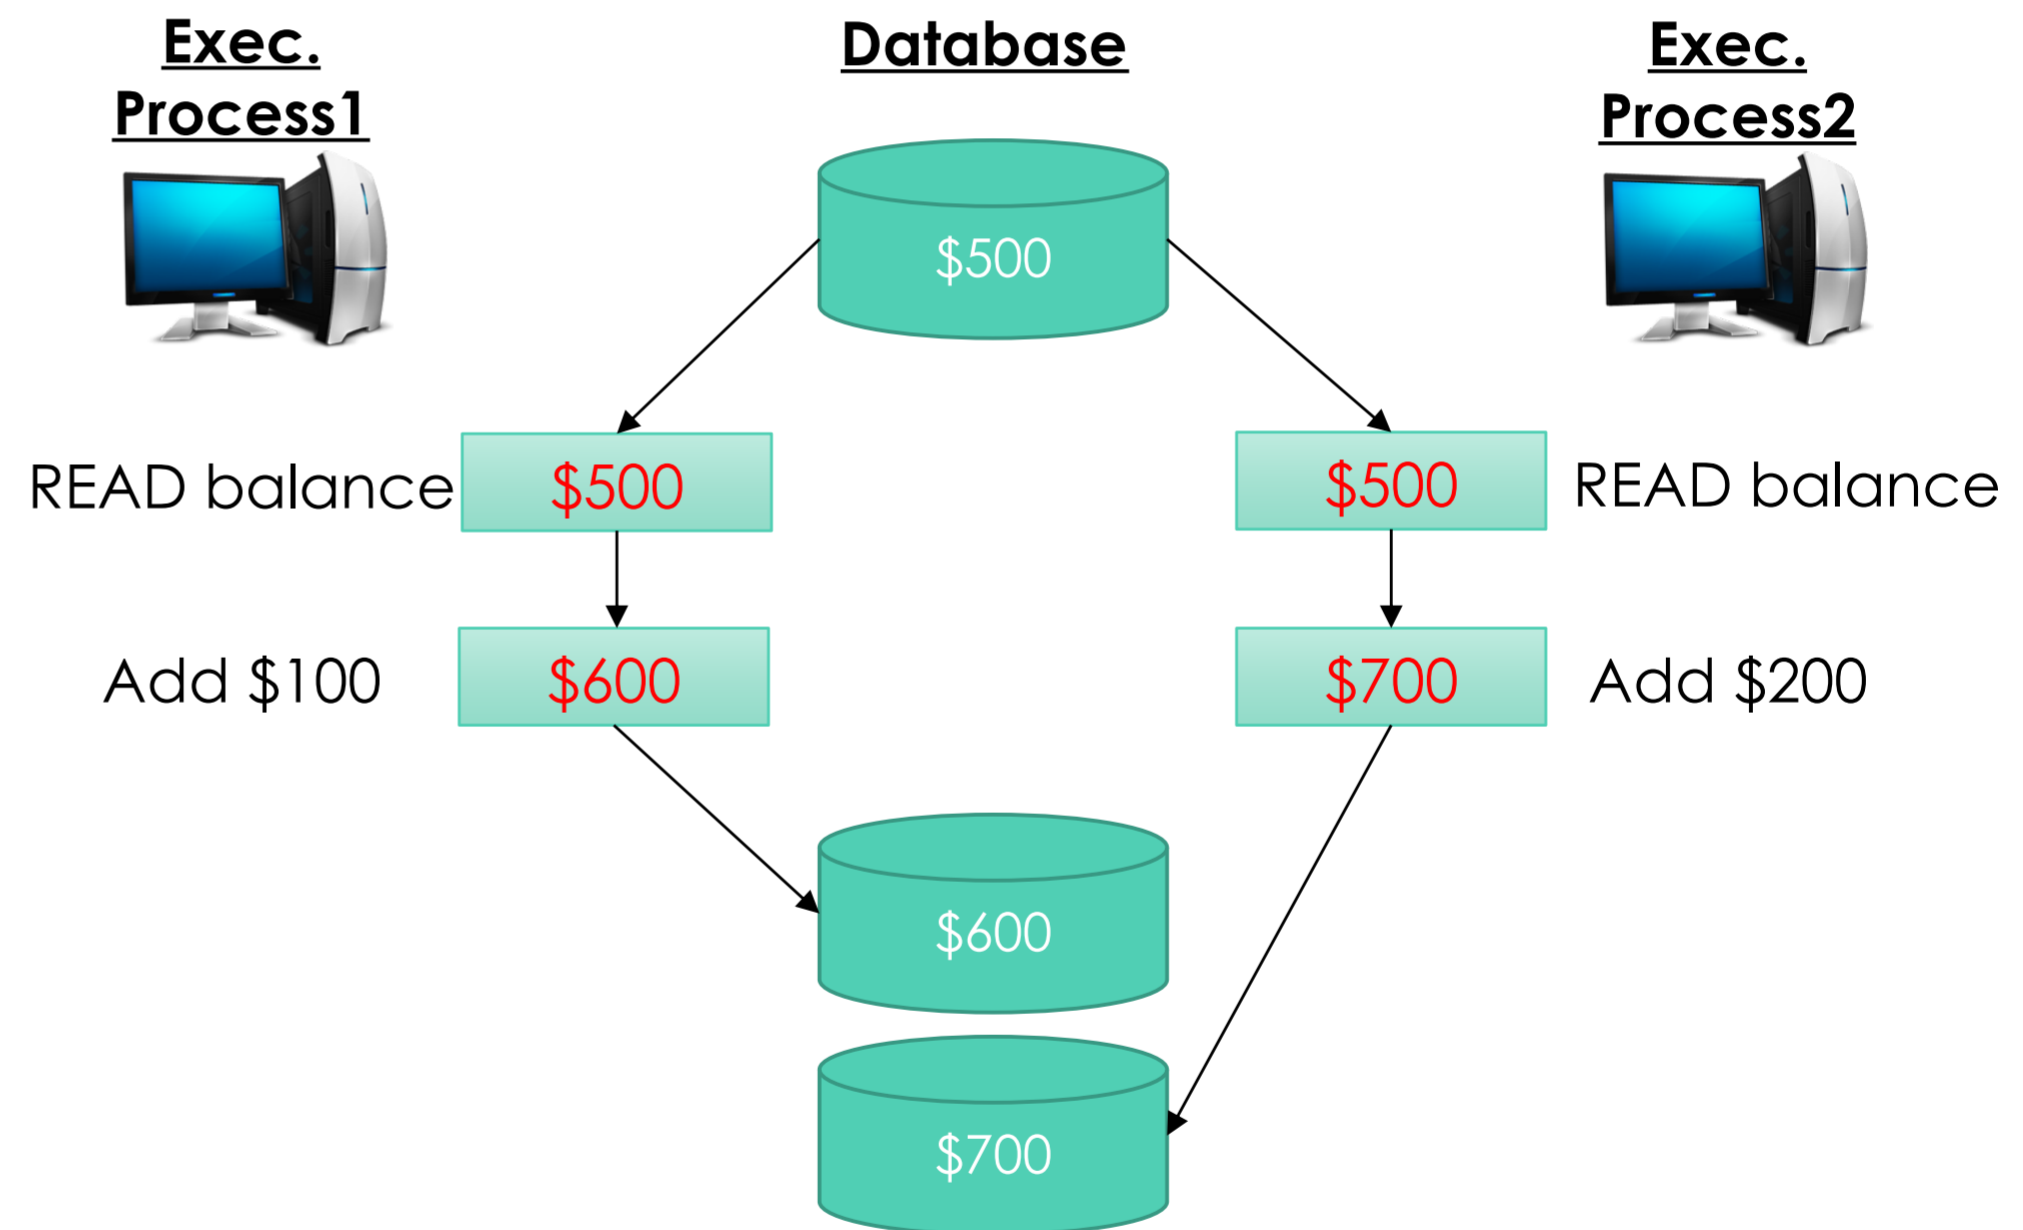 Exec.
Process1
Database
Exec.
Process2
$500
READ balance
$500
$500
READ balance
Add $100
$600
$700
Add $200
$600
$700